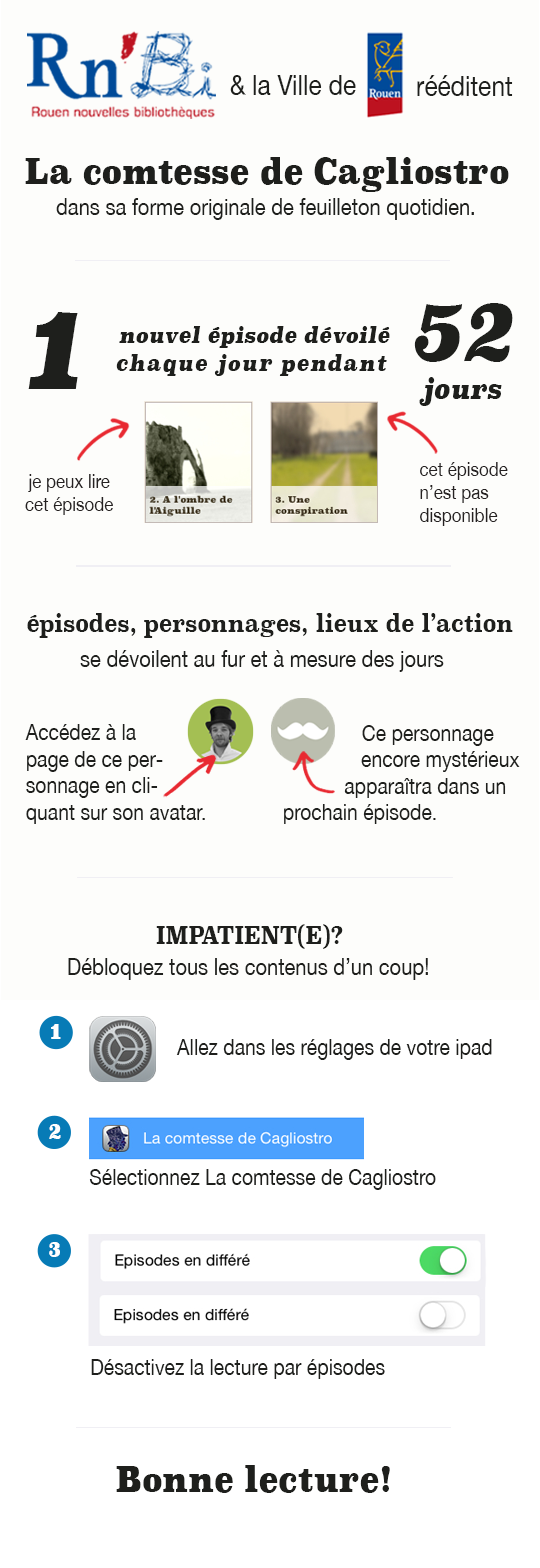 Rn'Bi
Rouen nouvelles bibliothèques
& la Ville de Rouen rééditent
La comtesse de Cagliostro
dans sa forme originale de feuilleton quotidien.
1 nouvel épisode dévoilé
chaque jour pendant
52
jours
je peux lire
cet épisode
2. A l'ombre de
l'Aiguille
3. Une
conspiration
cet épisode
n'est pas
disponible
épisodes, personnages, lieux de l'action
se dévoilent au fur et à mesure des jours
Accédez à la
page de ce per-
sonnage en cli-
quant sur son avatar.
Ce personnage
encore mystérieux
apparaîtra dans un
prochain épisode.
IMPATIENT(E)?
Débloquez tous les contenus d'un coup!
1 Allez dans les réglages de votre ipad
2 La comtesse de Cagliostro
Sélectionnez La comtesse de Cagliostro
3 Episodes en différé
Episodes en différé
Désactivez la lecture par épisodes
Bonne lecture!